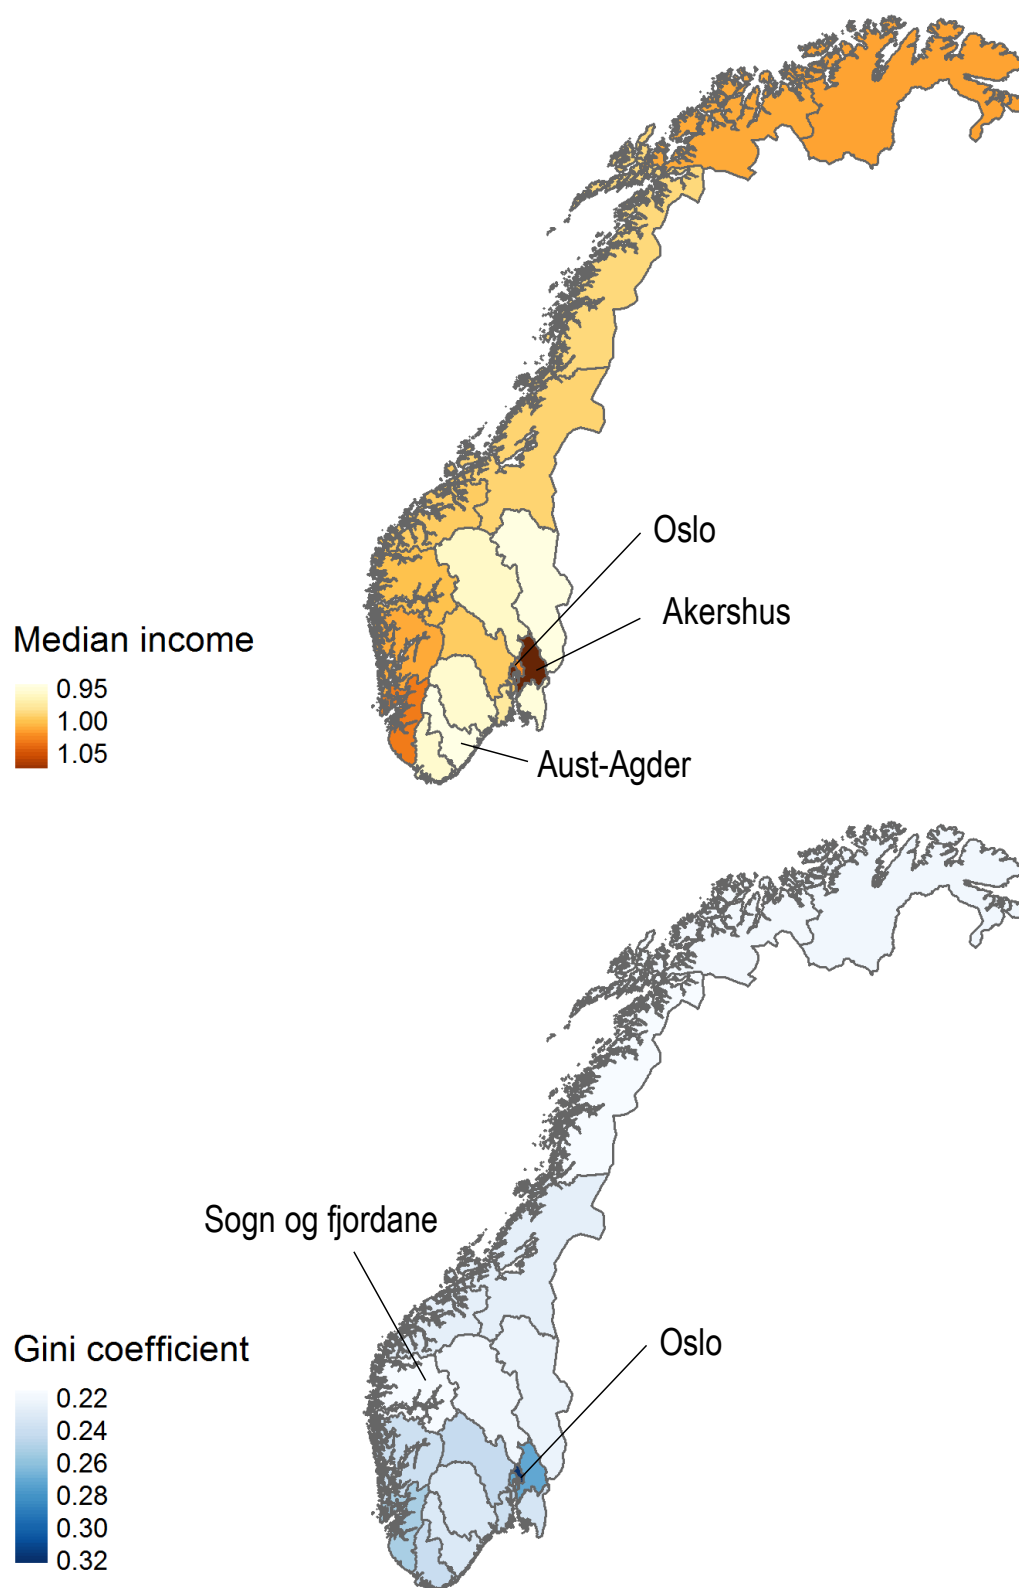 Oslo
Akershus
Median income
0.95
1.00
1.05
Aust-Agder
Sogn og fjordane
Oslo
Gini coefficient
0.22
0.24
0.26
0.28
0.30
0.32